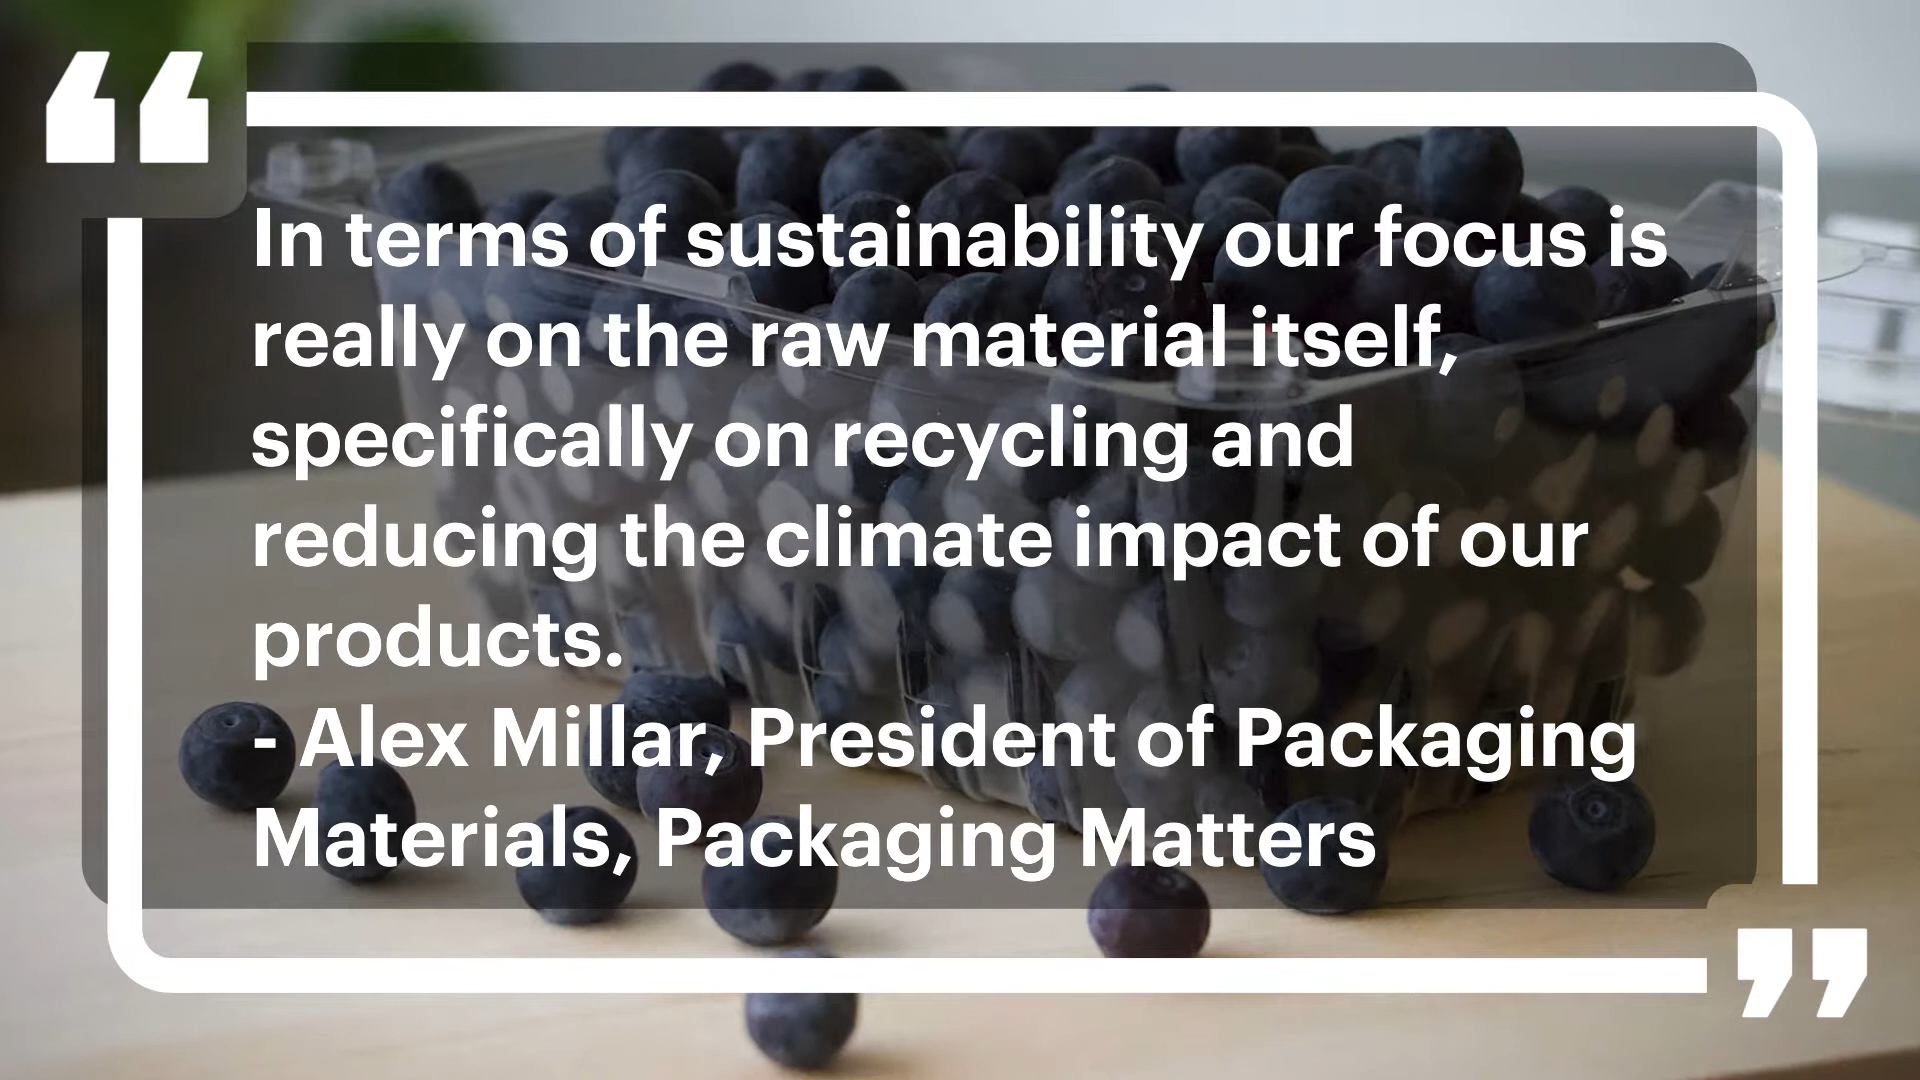 “
In terms of sustainability our focus is
really on the raw material itself,
specifically on recycling and
reducing the climate impact of our
products.
- Alex Millar, President of Packaging
Materials, Packaging Matters
”